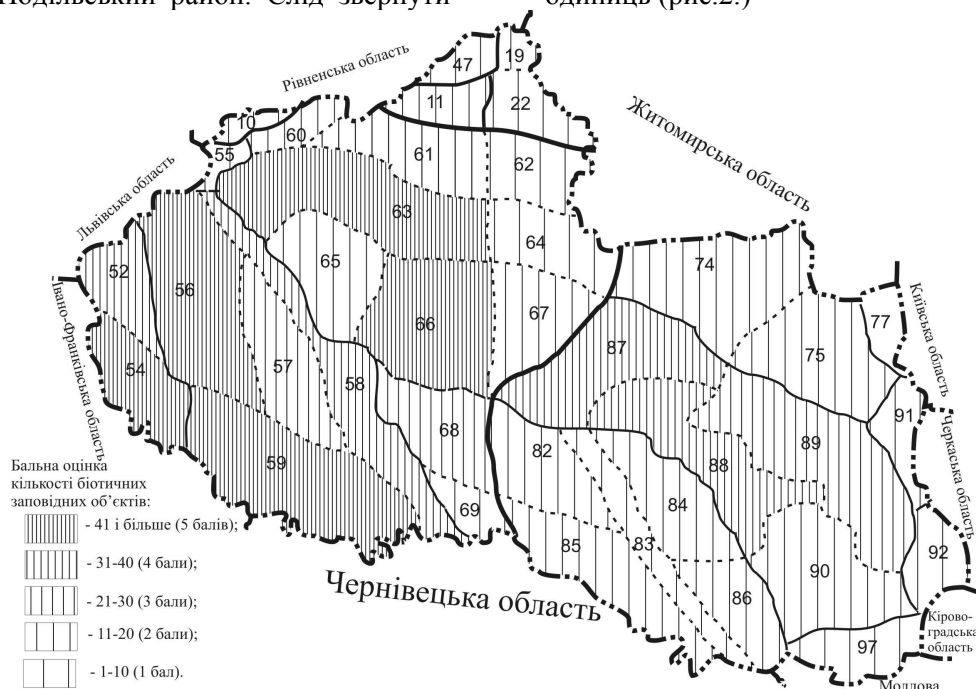 Подільський район. Слід звернути
одиниць (рис.2.)
Рівненська область
Житомирська область
Львівська область
Івано-Франківська область
Київська область
Черкаська область
Чернівецька область
Кірово-
градська
область
Молдова
47
19
11
22
10
60
55
61
62
63
64
65
52
56
66
67
74
77
75
87
54
57
58
91
68
82
88
89
59
84
69
92
85
83
90
86
97
Бальна оцінка
кількості біотичних
заповідних об’єктів:
- 41 і більше (5 балів);
- 31-40 (4 бали);
- 21-30 (3 бали);
- 11-20 (2 бали);
- 1-10 (1 бал).